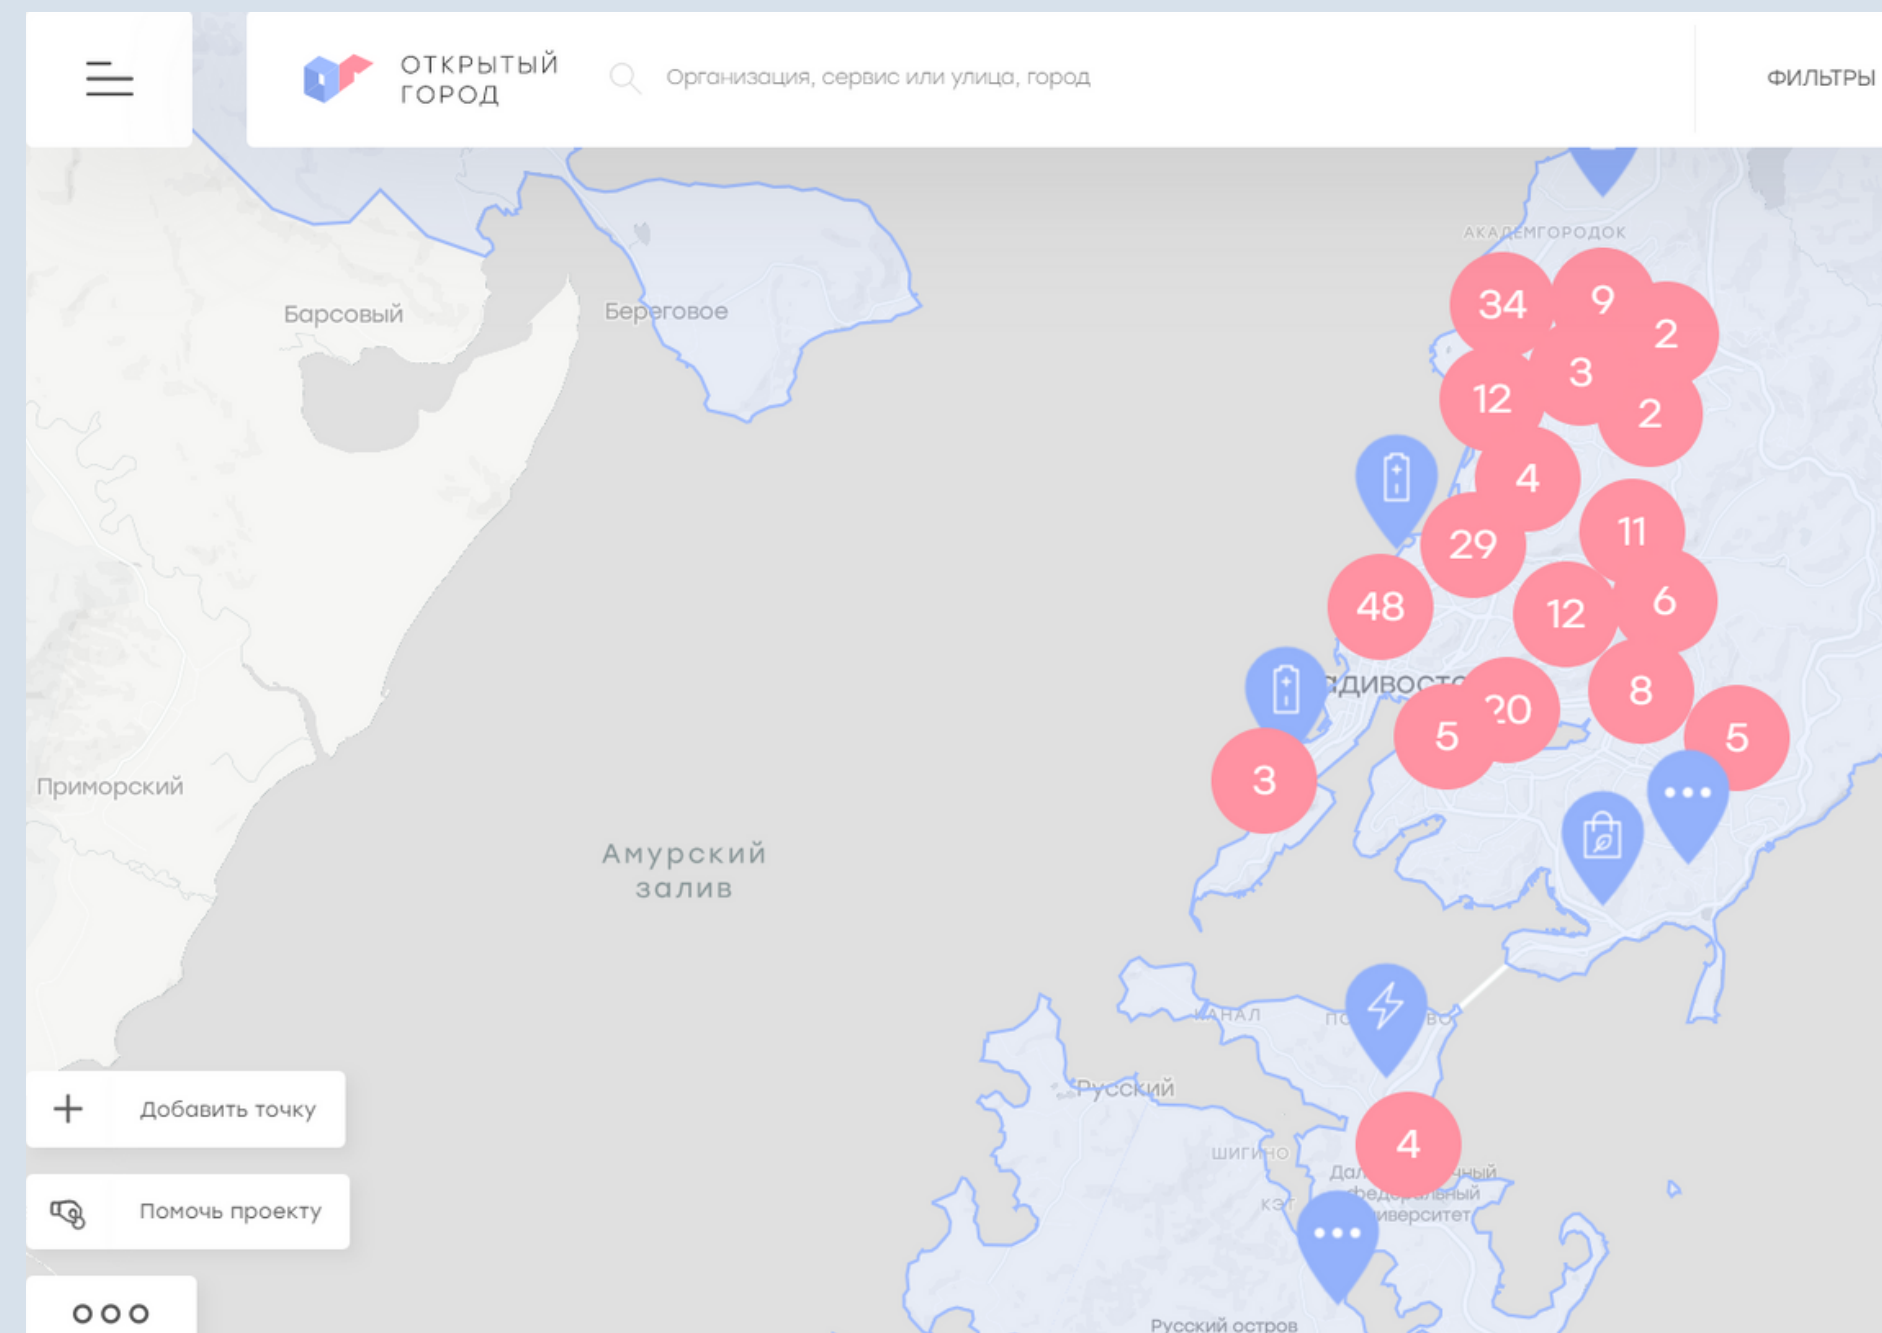 ОТКРЫТЫЙ
ГОРОД
Организация, сервис или улица, город
ФИЛЬТРЫ
АКАДЕМГОРОДОК
Барсовый
Береговое
34
9
2
3
12
2
4
29
11
48
12
6
8
20
5
5
3
Приморский
Амурский
залив
КАНАЛ
Русский
Добавить точку
4
ШИГИНО
КЭТ
Помочь проекту
Русский остров